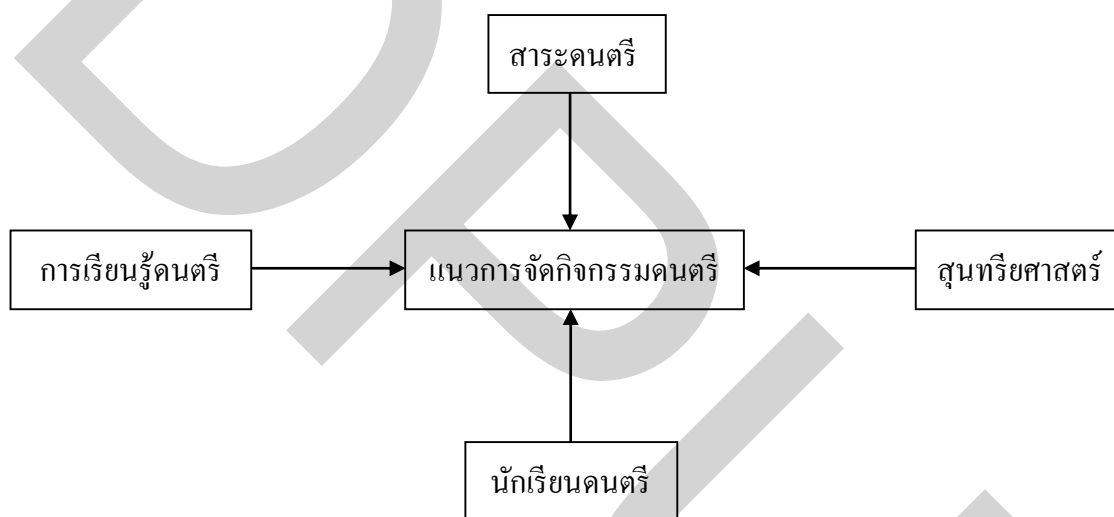 สาระดนตรี
การเรียนรู้ดนตรี
แนวการจัดกิจกรรมดนตรี
สุนทรียศาสตร์
นักเรียนดนตรี